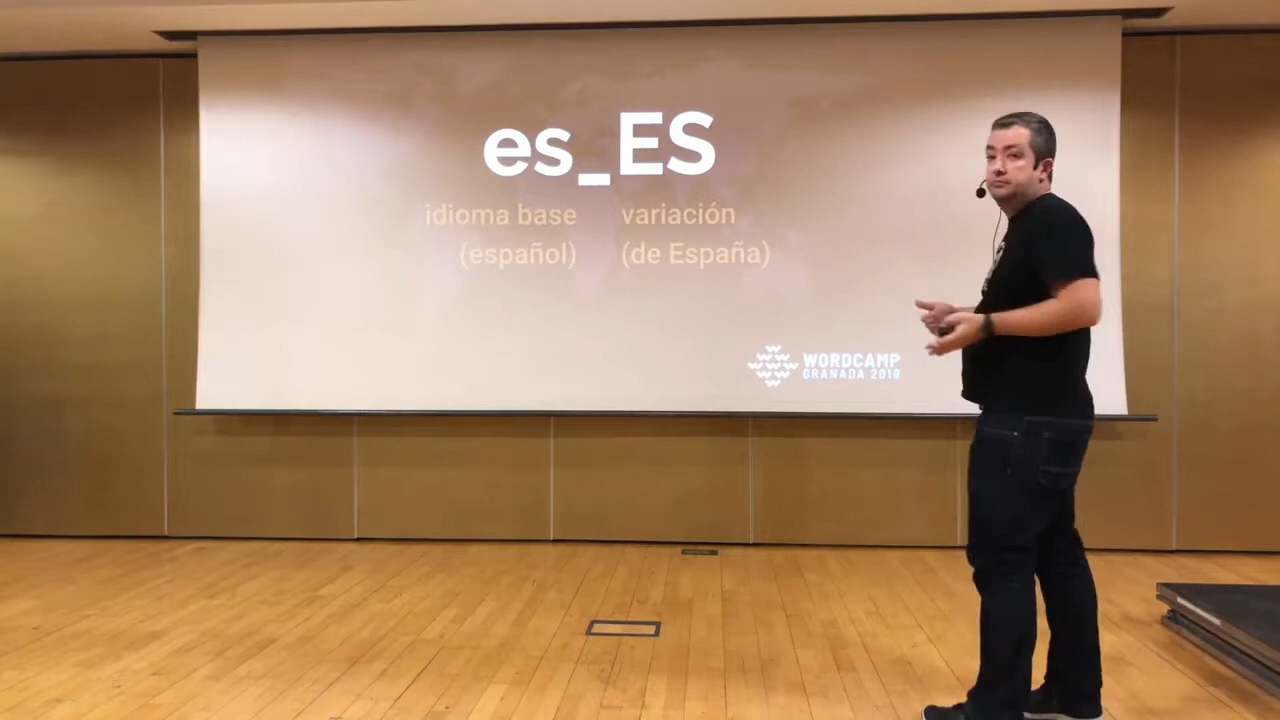 es_ES
idioma base
(español)
variación
(de España)
WORDCAMP
GRANADA 2018